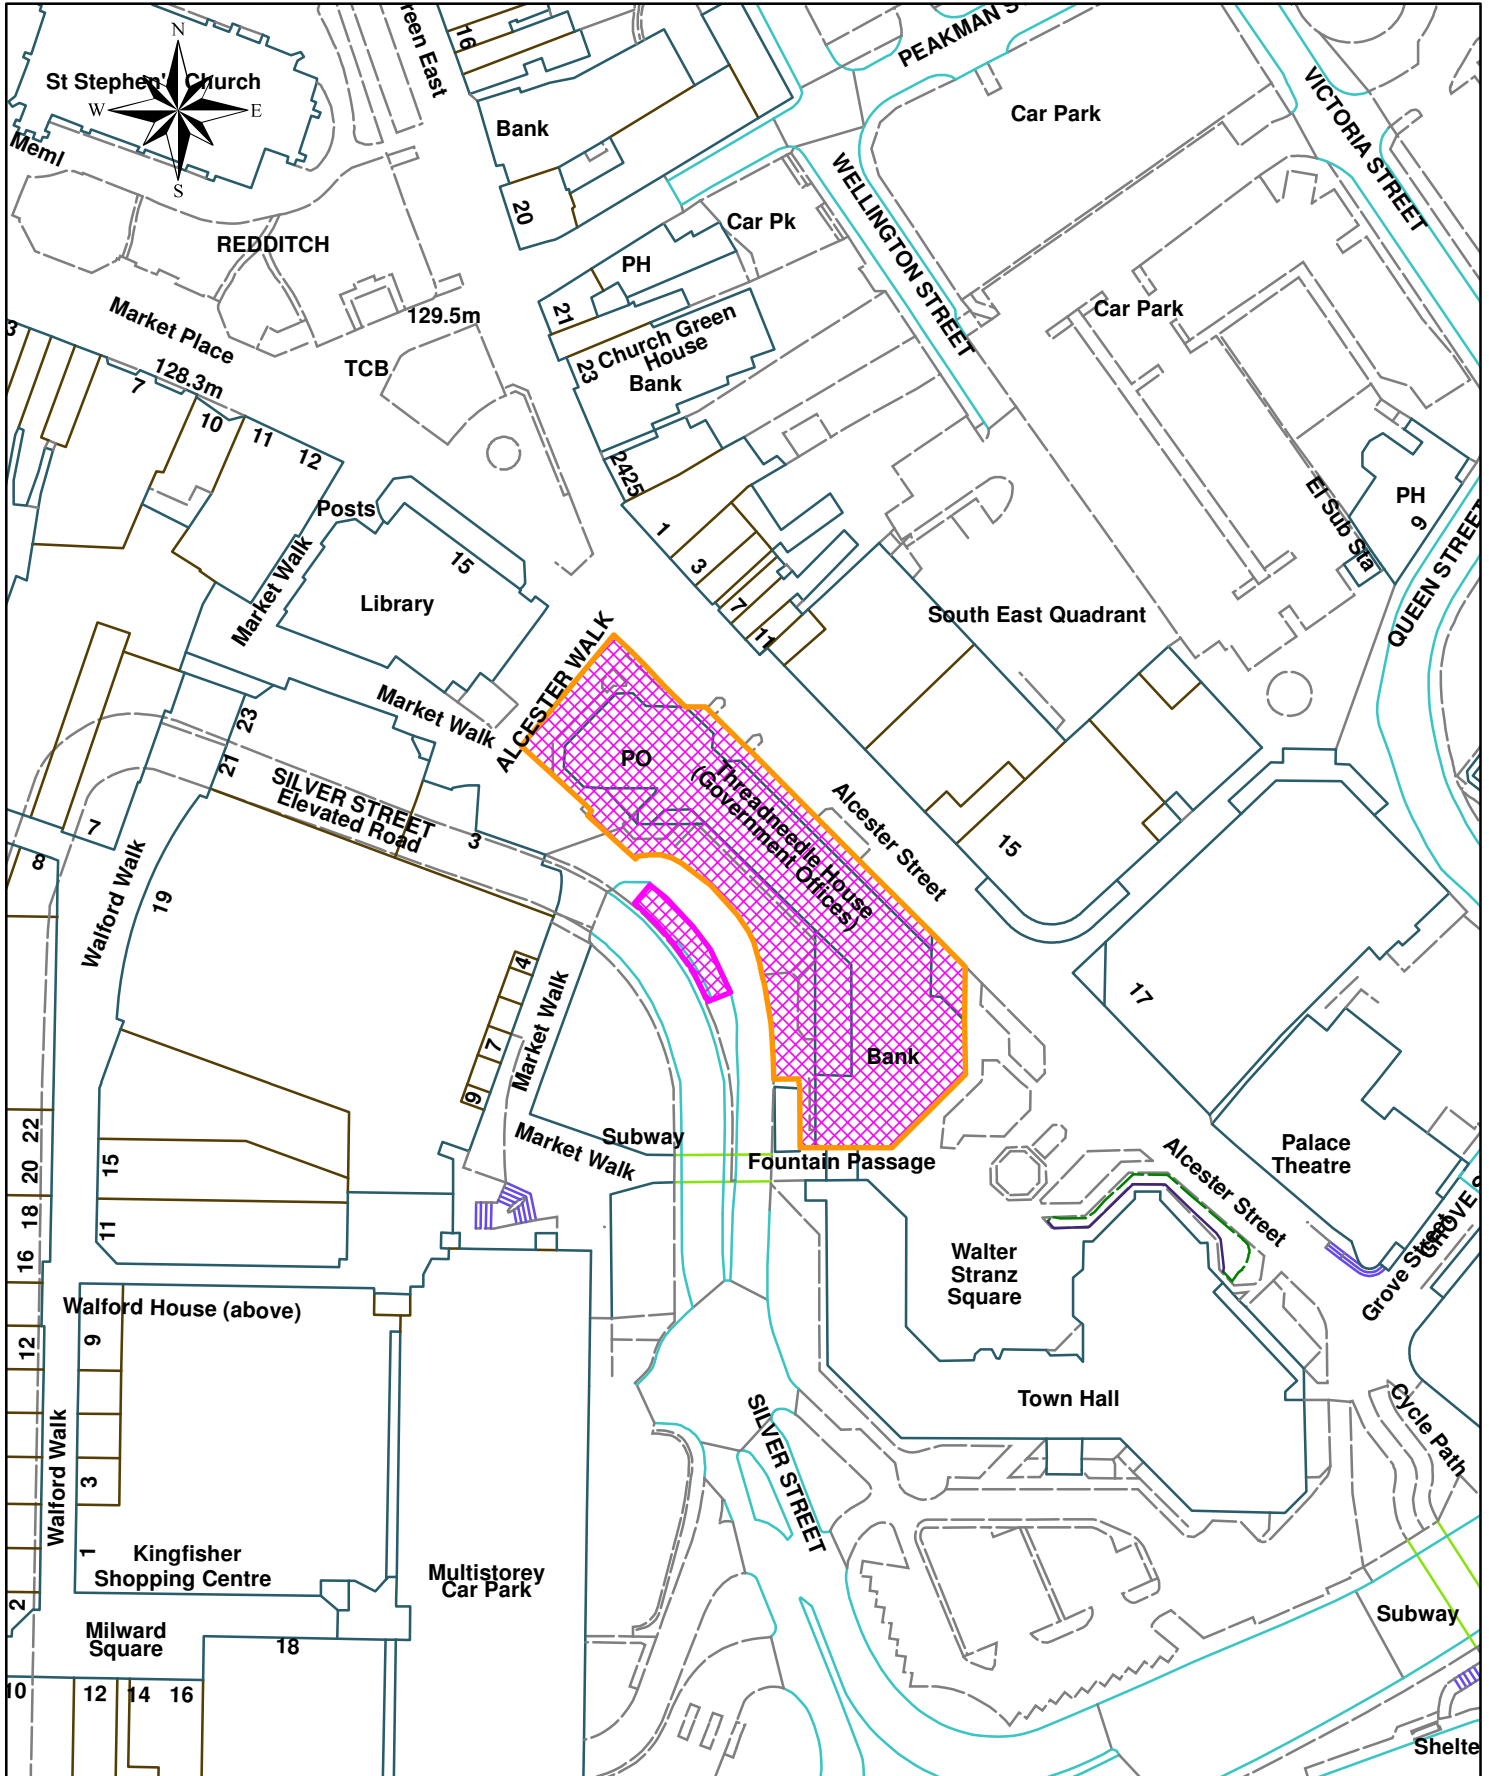 N
W
E
S
St Stephen's Church
Meml
REDDITCH
Market Place
128.3m
129.5m
TCB
reen East
16
Bank
20
PEAKMAN S
Car Park
VICTORIA STREET
WELLINGTON STREET
Car Pk
PH
21
Church Green
House
23
Bank
Car Park
3
7
10
11
12
Posts
15
Library
Market Walk
2425
1
3
7
11
South East Quadrant
El Sub Sta
PH
9
QUEEN STREET
ALCESTER WALK
Market Walk
23
21
SILVER STREET
Elevated Road
3
PO
Threadneedle House
(Government Offices)
Alcester Street
15
7
8
Walford Walk
19
4
7
9
Market Walk
17
Bank
22
20
18
16
15
11
Market Walk
Subway
Fountain Passage
Palace
Theatre
Alcester Street
Walter
Stranz
Square
Grove Street
GROVE S
Walford House (above)
12
9
3
1
Walford Walk
Town Hall
Cycle Path
SILVER STREET
Kingfisher
Shopping Centre
Multistorey
Car Park
2
Milward
Square
18
Subway
10
12
14
16
Shelte